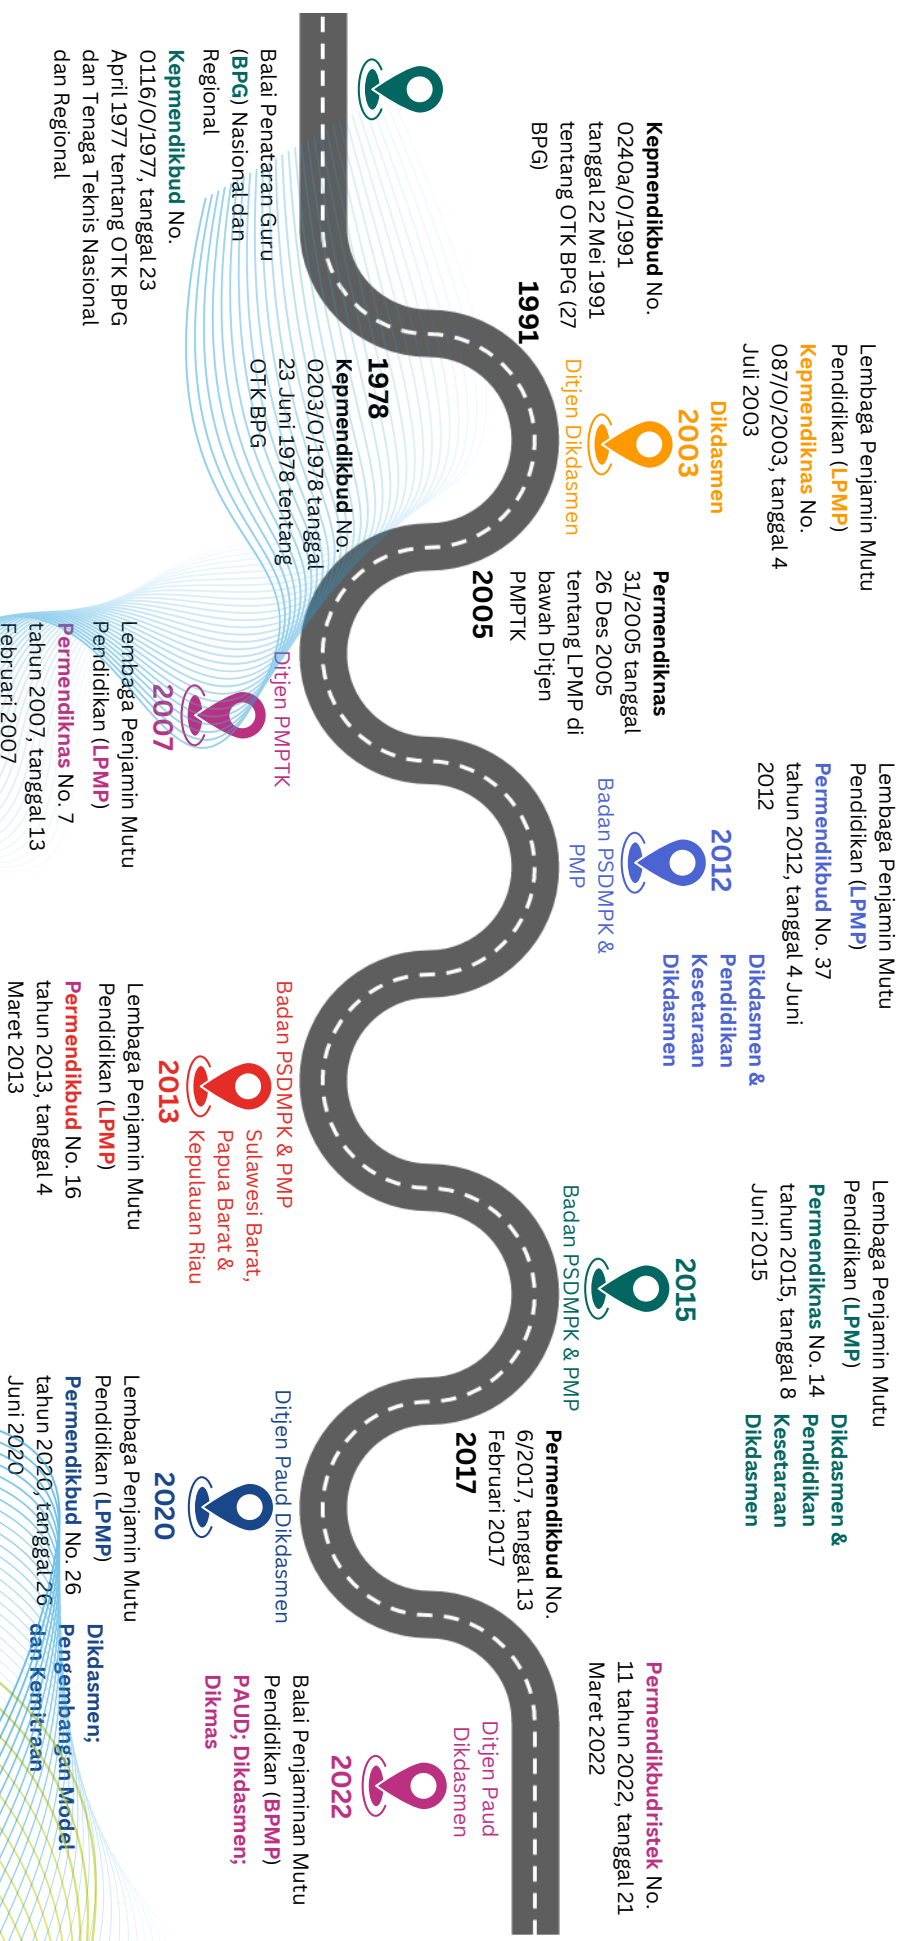 Balai Penataran Guru
(BPG) Nasional dan
Regional
Kepmendikbud No.
0116/O/1977, tanggal 23
April 1977 tentang OTK BPG
dan Tenaga Teknis Nasional
dan Regional
1978
Kepmendikbud No.
0203/O/1978 tanggal
23 Juni 1978 tentang
OTK BPG
Kepmendikbud No.
0240a/O/1991
tanggal 22 Mei 1991
tentang OTK BPG (27
BPG)
1991
Lembaga Penjamin Mutu
Pendidikan (LPMP)
Kepmendiknas No.
087/O/2003, tanggal 4
Juli 2003
Dikdasmen
2003
Ditjen Dikdasmen
Permendiknas
31/2005 tanggal
26 Des 2005
tentang LPMP di
bawah Ditjen
PMPTK
2005
Ditjen PMPTK
2007
Lembaga Penjamin Mutu
Pendidikan (LPMP)
Permendiknas No. 7
tahun 2007, tanggal 13
Februari 2007
Lembaga Penjamin Mutu
Pendidikan (LPMP)
Permendikbud No. 37
tahun 2012, tanggal 4 Juni
2012
Dikdasmen &
Pendidikan
Kesetaraan
Dikdasmen
2012
Badan PSDMPK &
PMP
Badan PSDMPK & PMP
Sulawesi Barat,
Papua Barat &
Kepulauan Riau
2013
Lembaga Penjamin Mutu
Pendidikan (LPMP)
Permendikbud No. 16
tahun 2013, tanggal 4
Maret 2013
Lembaga Penjamin Mutu
Pendidikan (LPMP)
Permendiknas No. 14
tahun 2015, tanggal 8
Juni 2015
Dikdasmen &
Pendidikan
Kesetaraan
Dikdasmen
2015
Badan PSDMPK & PMP
Permendikbud No.
6/2017, tanggal 13
Februari 2017
2017
Ditjen Paud Dikdasmen
2020
Lembaga Penjamin Mutu
Pendidikan (LPMP)
Permendikbud No. 26
tahun 2020, tanggal 26
Juni 2020
Dikdasmen;
Pengembangan Model
dan Kemitraan
Permendikbudristek No.
11 tahun 2022, tanggal 21
Maret 2022
Ditjen Paud
Dikdasmen
2022
Balai Penjaminan Mutu
Pendidikan (BPMP)
PAUD; Dikdasmen;
Dikmas